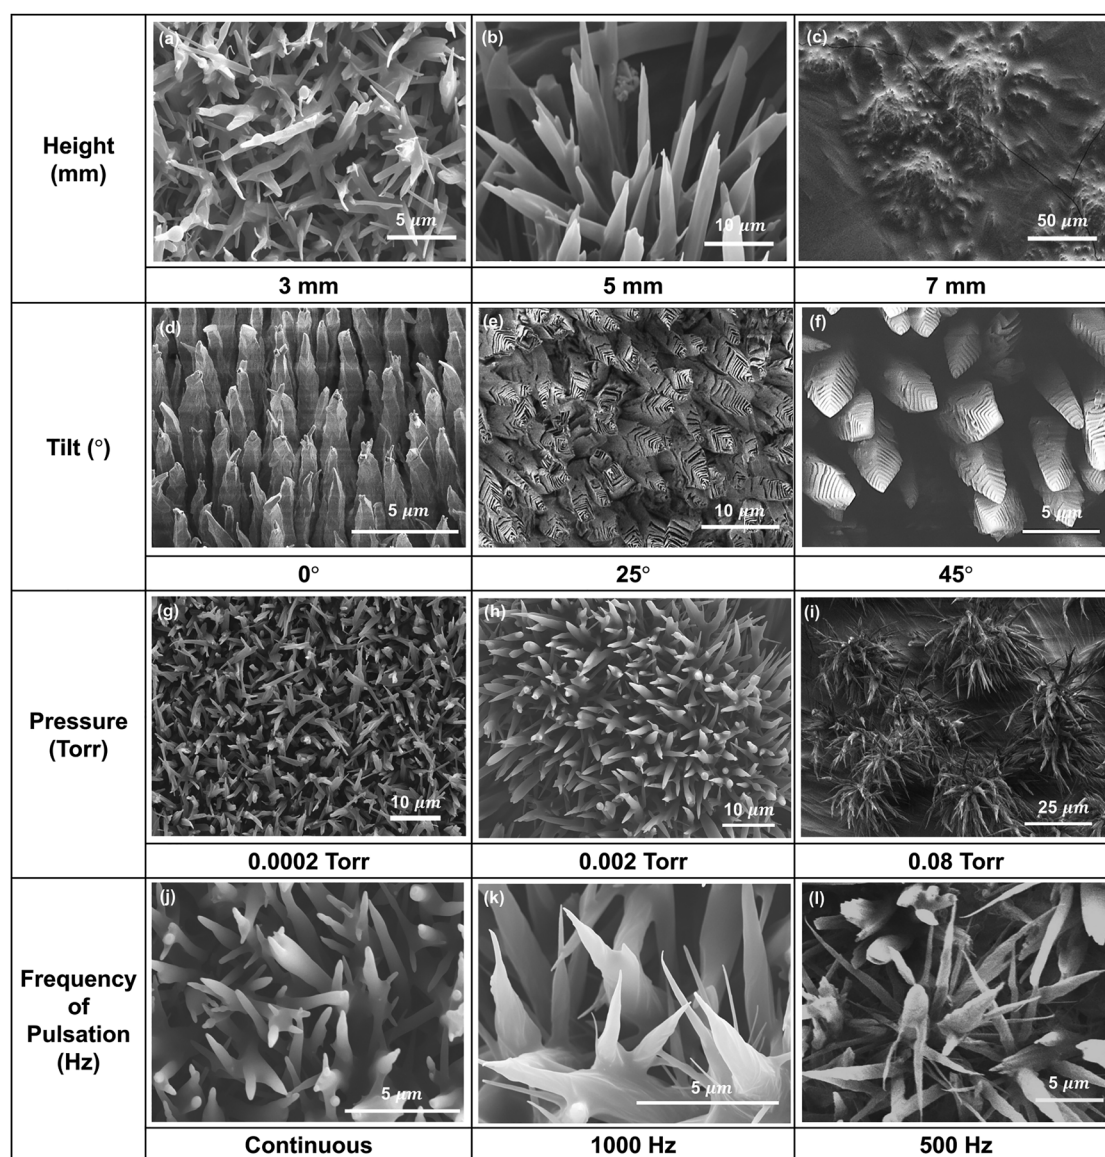 Height
(mm)
(a)
5 μm
(b)
10 μm
(c)
50 μm
3 mm
5 mm
7 mm
Tilt (°)
(d)
5 μm
(e)
10 μm
(f)
5 μm
0°
25°
45°
Pressure
(Torr)
(g)
10 μm
(h)
10 μm
(i)
25 μm
0.0002 Torr
0.002 Torr
0.08 Torr
Frequency
of
Pulsation
(Hz)
(j)
5 μm
(k)
5 μm
(l)
5 μm
Continuous
1000 Hz
500 Hz